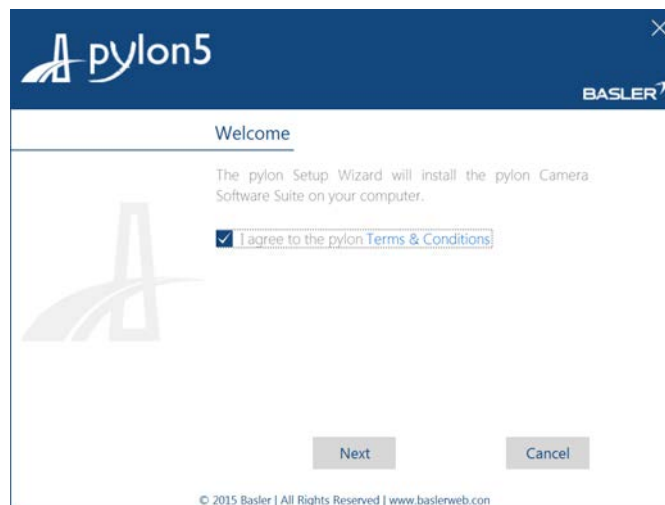 pylon5
BASLER
Welcome
The pylon Setup Wizard will install the pylon Camera
Software Suite on your computer.
I agree to the pylon Terms & Conditions
Next Cancel
© 2015 Basler | All Rights Reserved | www.baslerweb.con